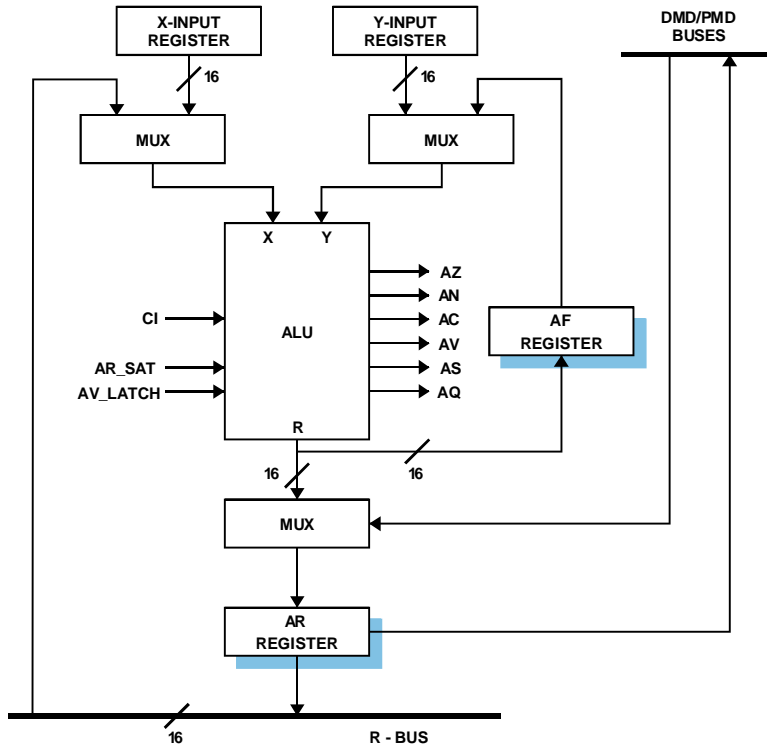 X-INPUT
REGISTER
Y-INPUT
REGISTER
DMD/PMD
BUSES
16
16
MUX
MUX
X
Y
CI
AR_SAT
AV_LATCH
ALU
AZ
AN
AC
AV
AS
AQ
AF
REGISTER
R
16
16
MUX
AR
REGISTER
16
R - BUS